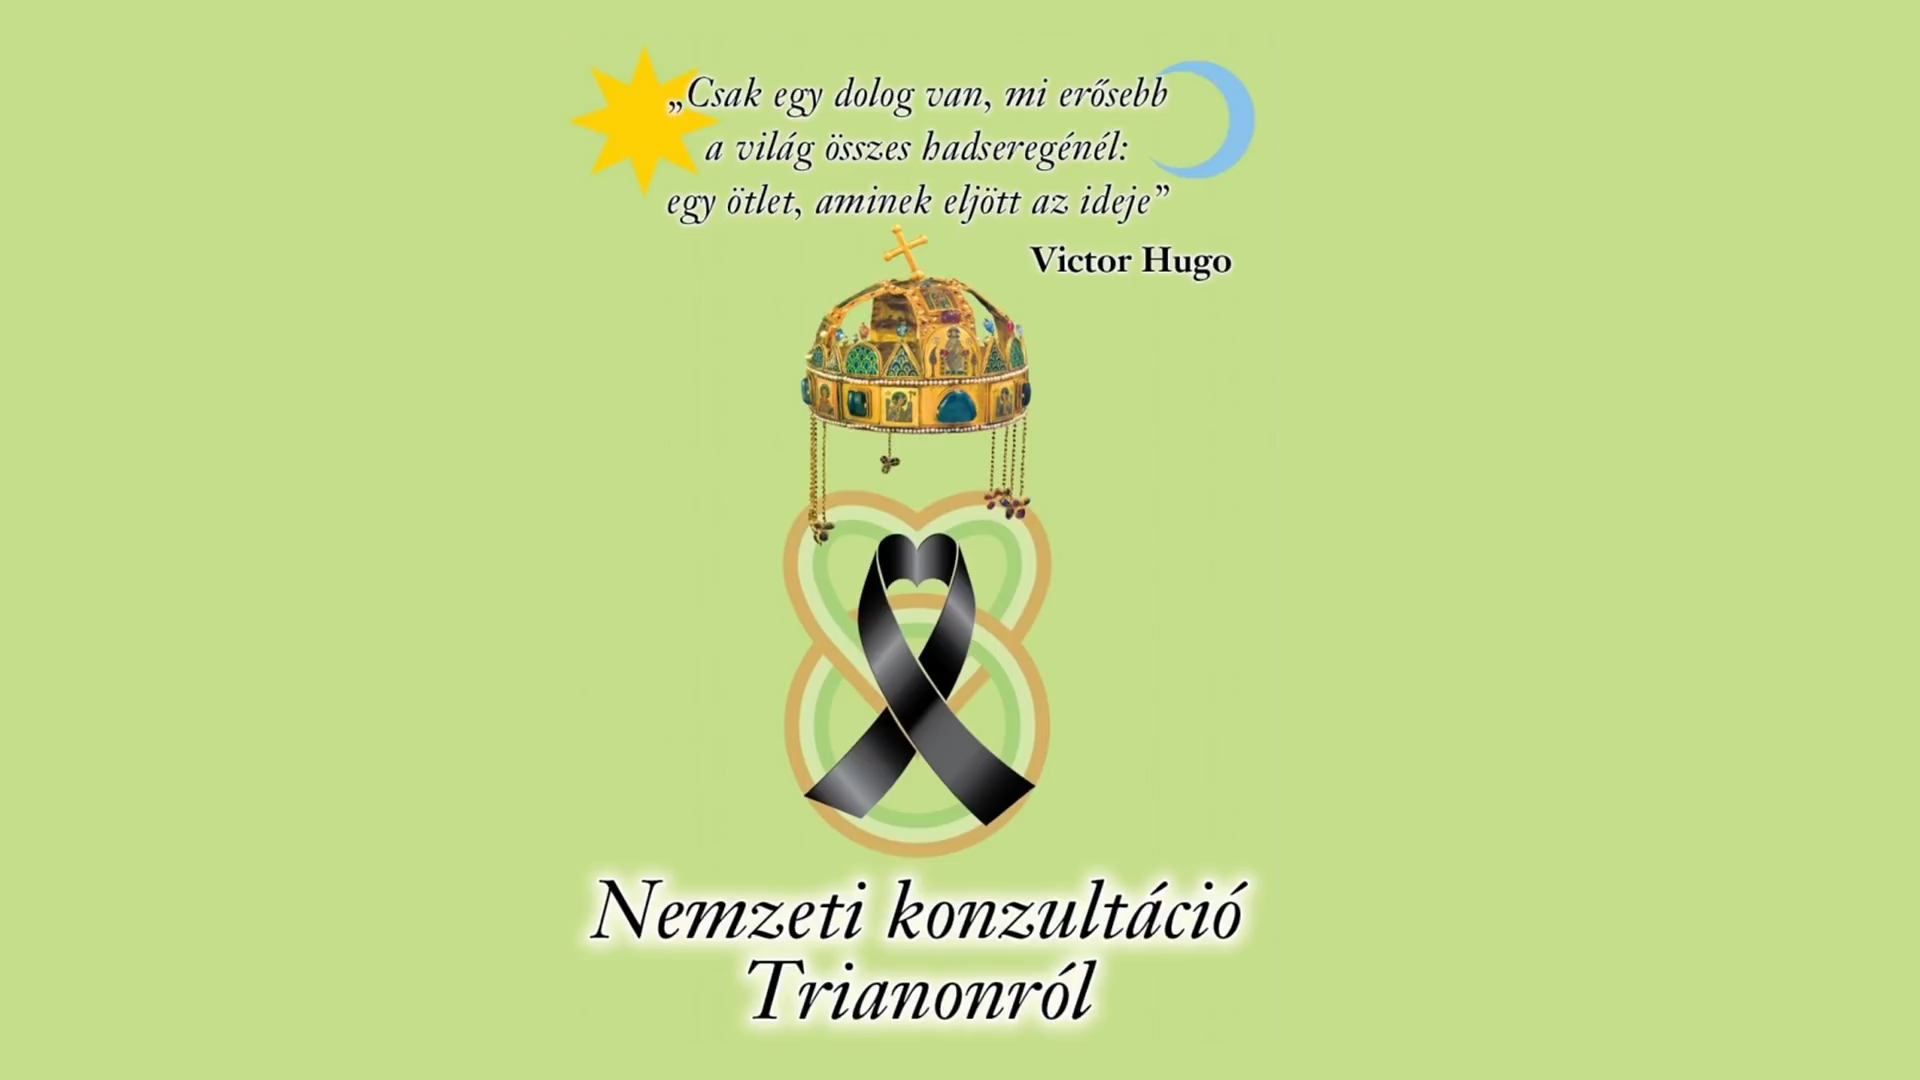 „Csak egy dolog van, mi erősebb
a világ összes hadseregénél:
egy ötlet, aminek eljött az ideje”
Victor Hugo
Nemzeti konzultáció
Trianonról